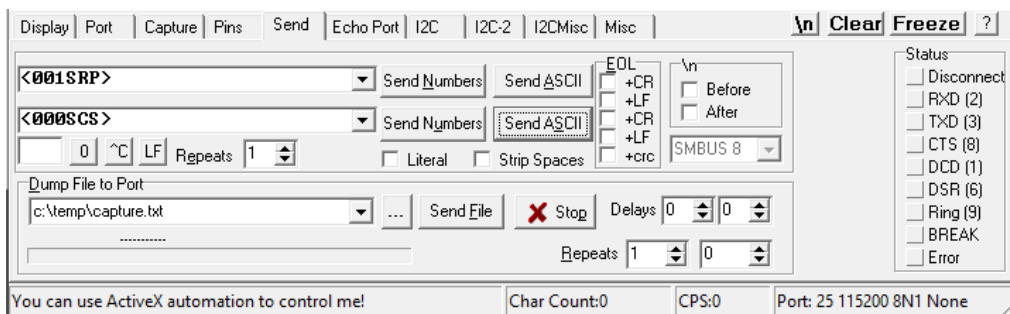 Display Port Capture Pins Send Echo Port I2C I2C-2 I2CMisc Misc \n Clear Freeze ?
<001SRP> Send Numbers Send ASCII
EOL
+CR
+LF
+CR
+LF
+crc
\n
Before
After
<000SCS> Send Numbers Send ASCII
0 ^C LF Repeats 1 Literal Strip Spaces SMBUS 8
Dump File to Port
c:\temp\capture.txt ... Send File Stop Delays 0 0
-----------
Repeats 1 0
Status
Disconnect
RXD (2)
TXD (3)
CTS (8)
DCD (1)
DSR (6)
Ring (9)
BREAK
Error
You can use ActiveX automation to control me! Char Count:0 CPS:0 Port: 25 115200 8N1 None